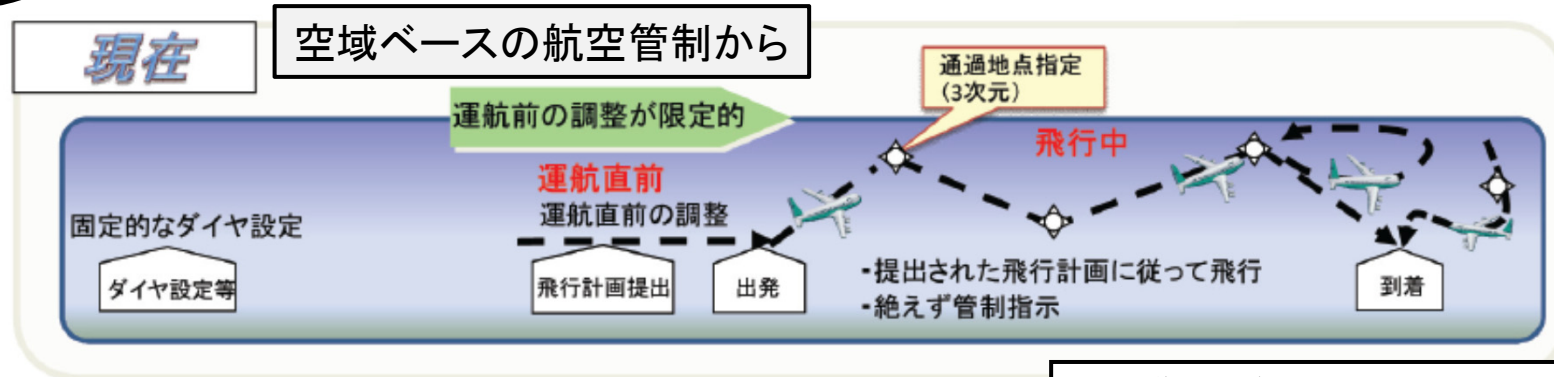 現在
空域ベースの航空管制から
通過地点指定
(3次元)
運航前の調整が限定的
飛行中
運航直前
運航直前の調整
固定的なダイヤ設定
ダイヤ設定等
飛行計画提出
出発
・提出された飛行計画に従って飛行
・絶えず管制指示
到着